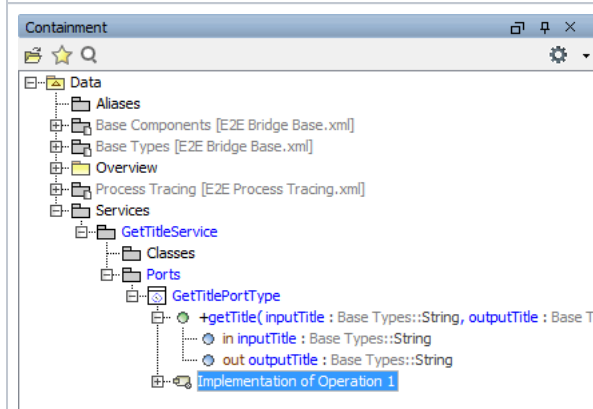 Containment
Data
Aliases
Base Components [E2E Bridge Base.xml]
Base Types [E2E Bridge Base.xml]
Overview
Process Tracing [E2E Process Tracing.xml]
Services
GetTitleService
Classes
Ports
GetTitlePortType
+getTitle( inputTitle : Base Types::String, outputTitle : Base T
in inputTitle : Base Types::String
out outputTitle : Base Types::String
Implementation of Operation 1